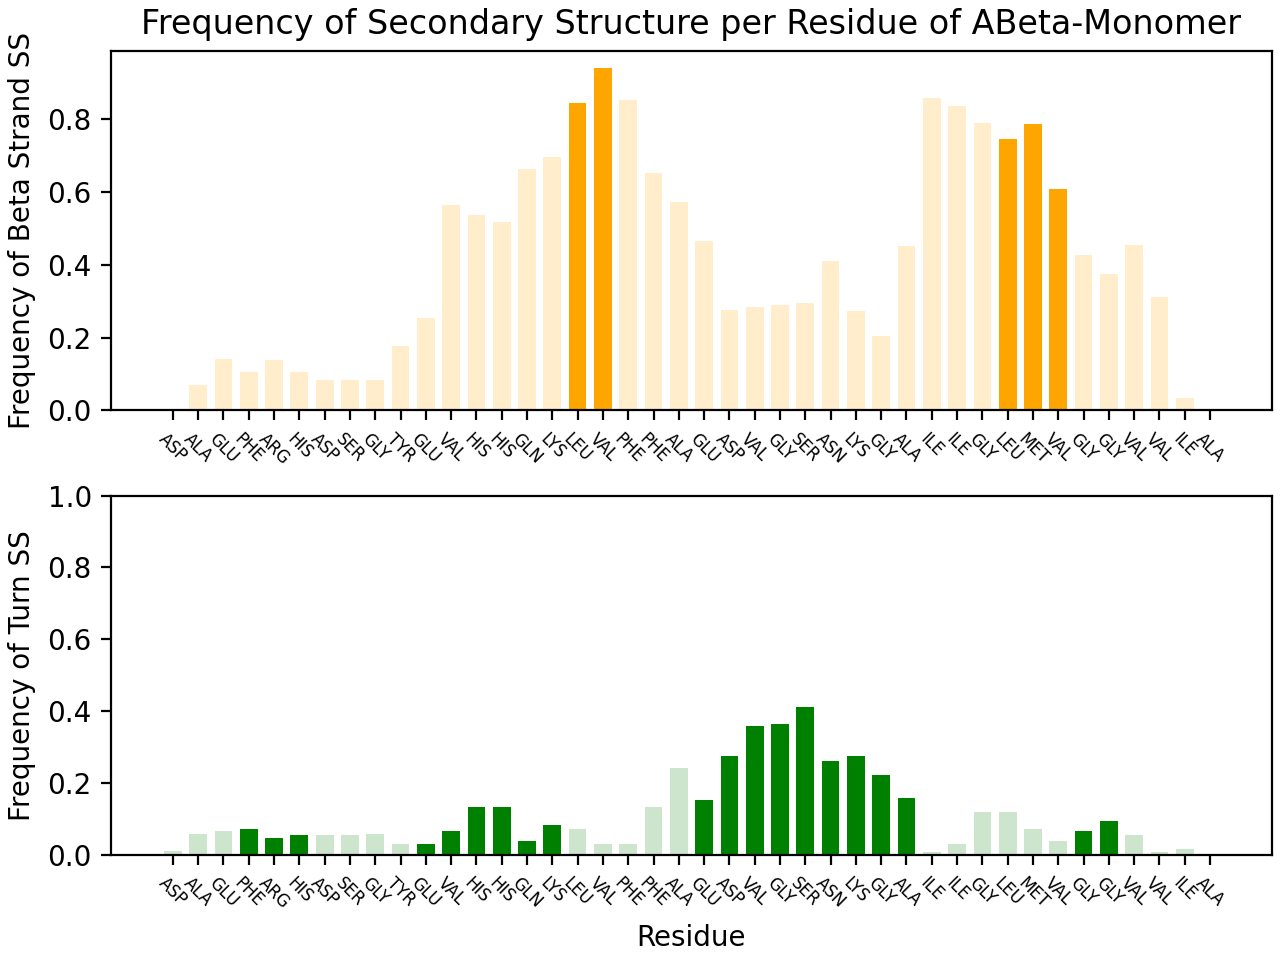 Frequency of Secondary Structure per Residue of ABeta-Monomer
Frequency of Beta Strand SS
0.8
0.6
0.4
0.2
0.0
ASP ALA GLU PHE ARG HIS ASP SER GLY TYR GLU VAL HIS HIS GLN LYS LEU VAL PHE PHE ALA GLU ASP VAL GLY SER ASN LYS GLY ALA ILE ILE GLY LEU MET VAL GLY GLY VAL VAL ILE ALA
Frequency of Turn SS
1.0
0.8
0.6
0.4
0.2
0.0
ASP ALA GLU PHE ARG HIS ASP SER GLY TYR GLU VAL HIS HIS GLN LYS LEU VAL PHE PHE ALA GLU ASP VAL GLY SER ASN LYS GLY ALA ILE ILE GLY LEU MET VAL GLY GLY VAL VAL ILE ALA
Residue